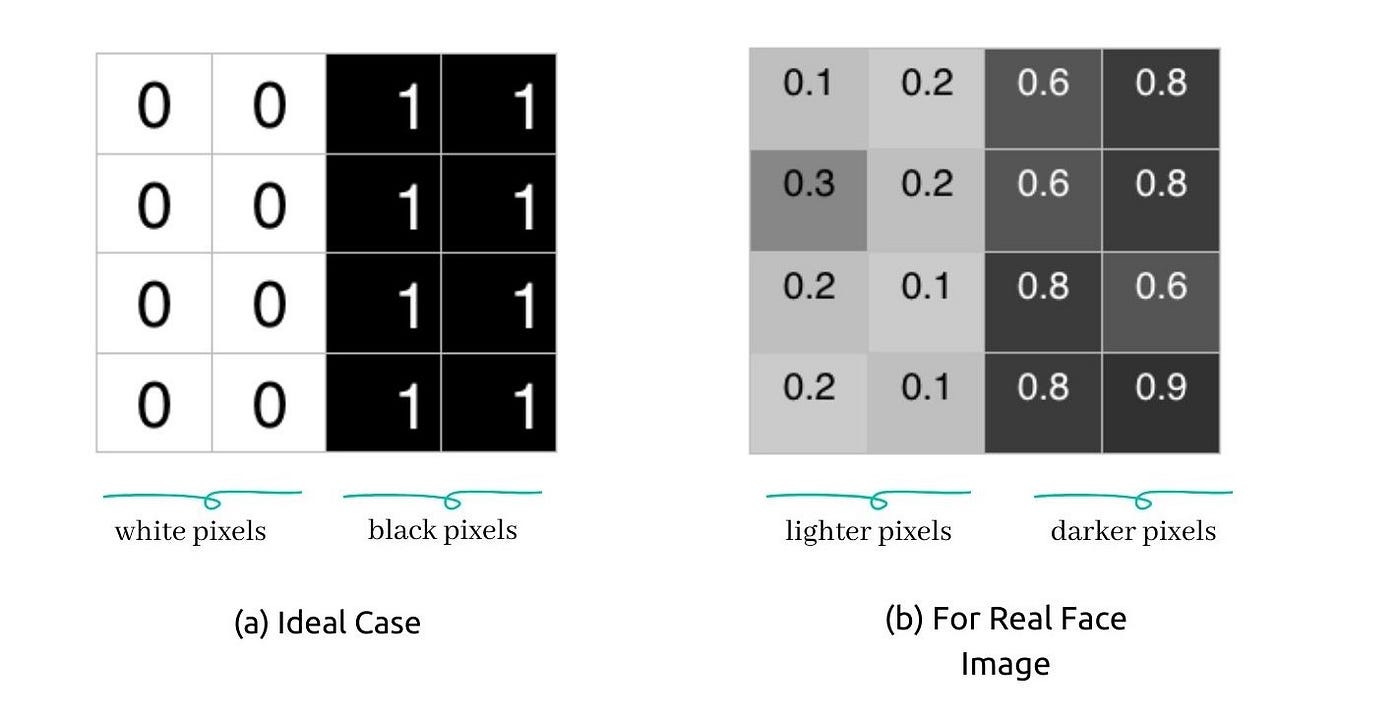 0 0 1 1
0 0 1 1
0 0 1 1
0 0 1 1
white pixels
black pixels
(a) Ideal Case
0.1 0.2 0.6 0.8
0.3 0.2 0.6 0.8
0.2 0.1 0.8 0.6
0.2 0.1 0.8 0.9
lighter pixels
darker pixels
(b) For Real Face
Image